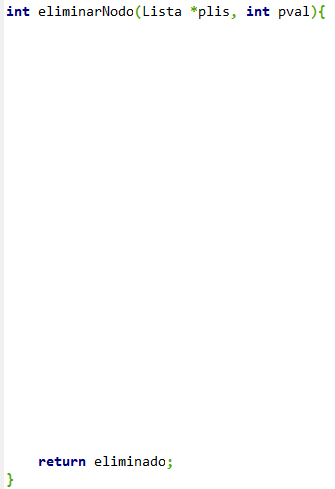 int eliminarNodo(Lista *plis, int pval){
return eliminado;
}